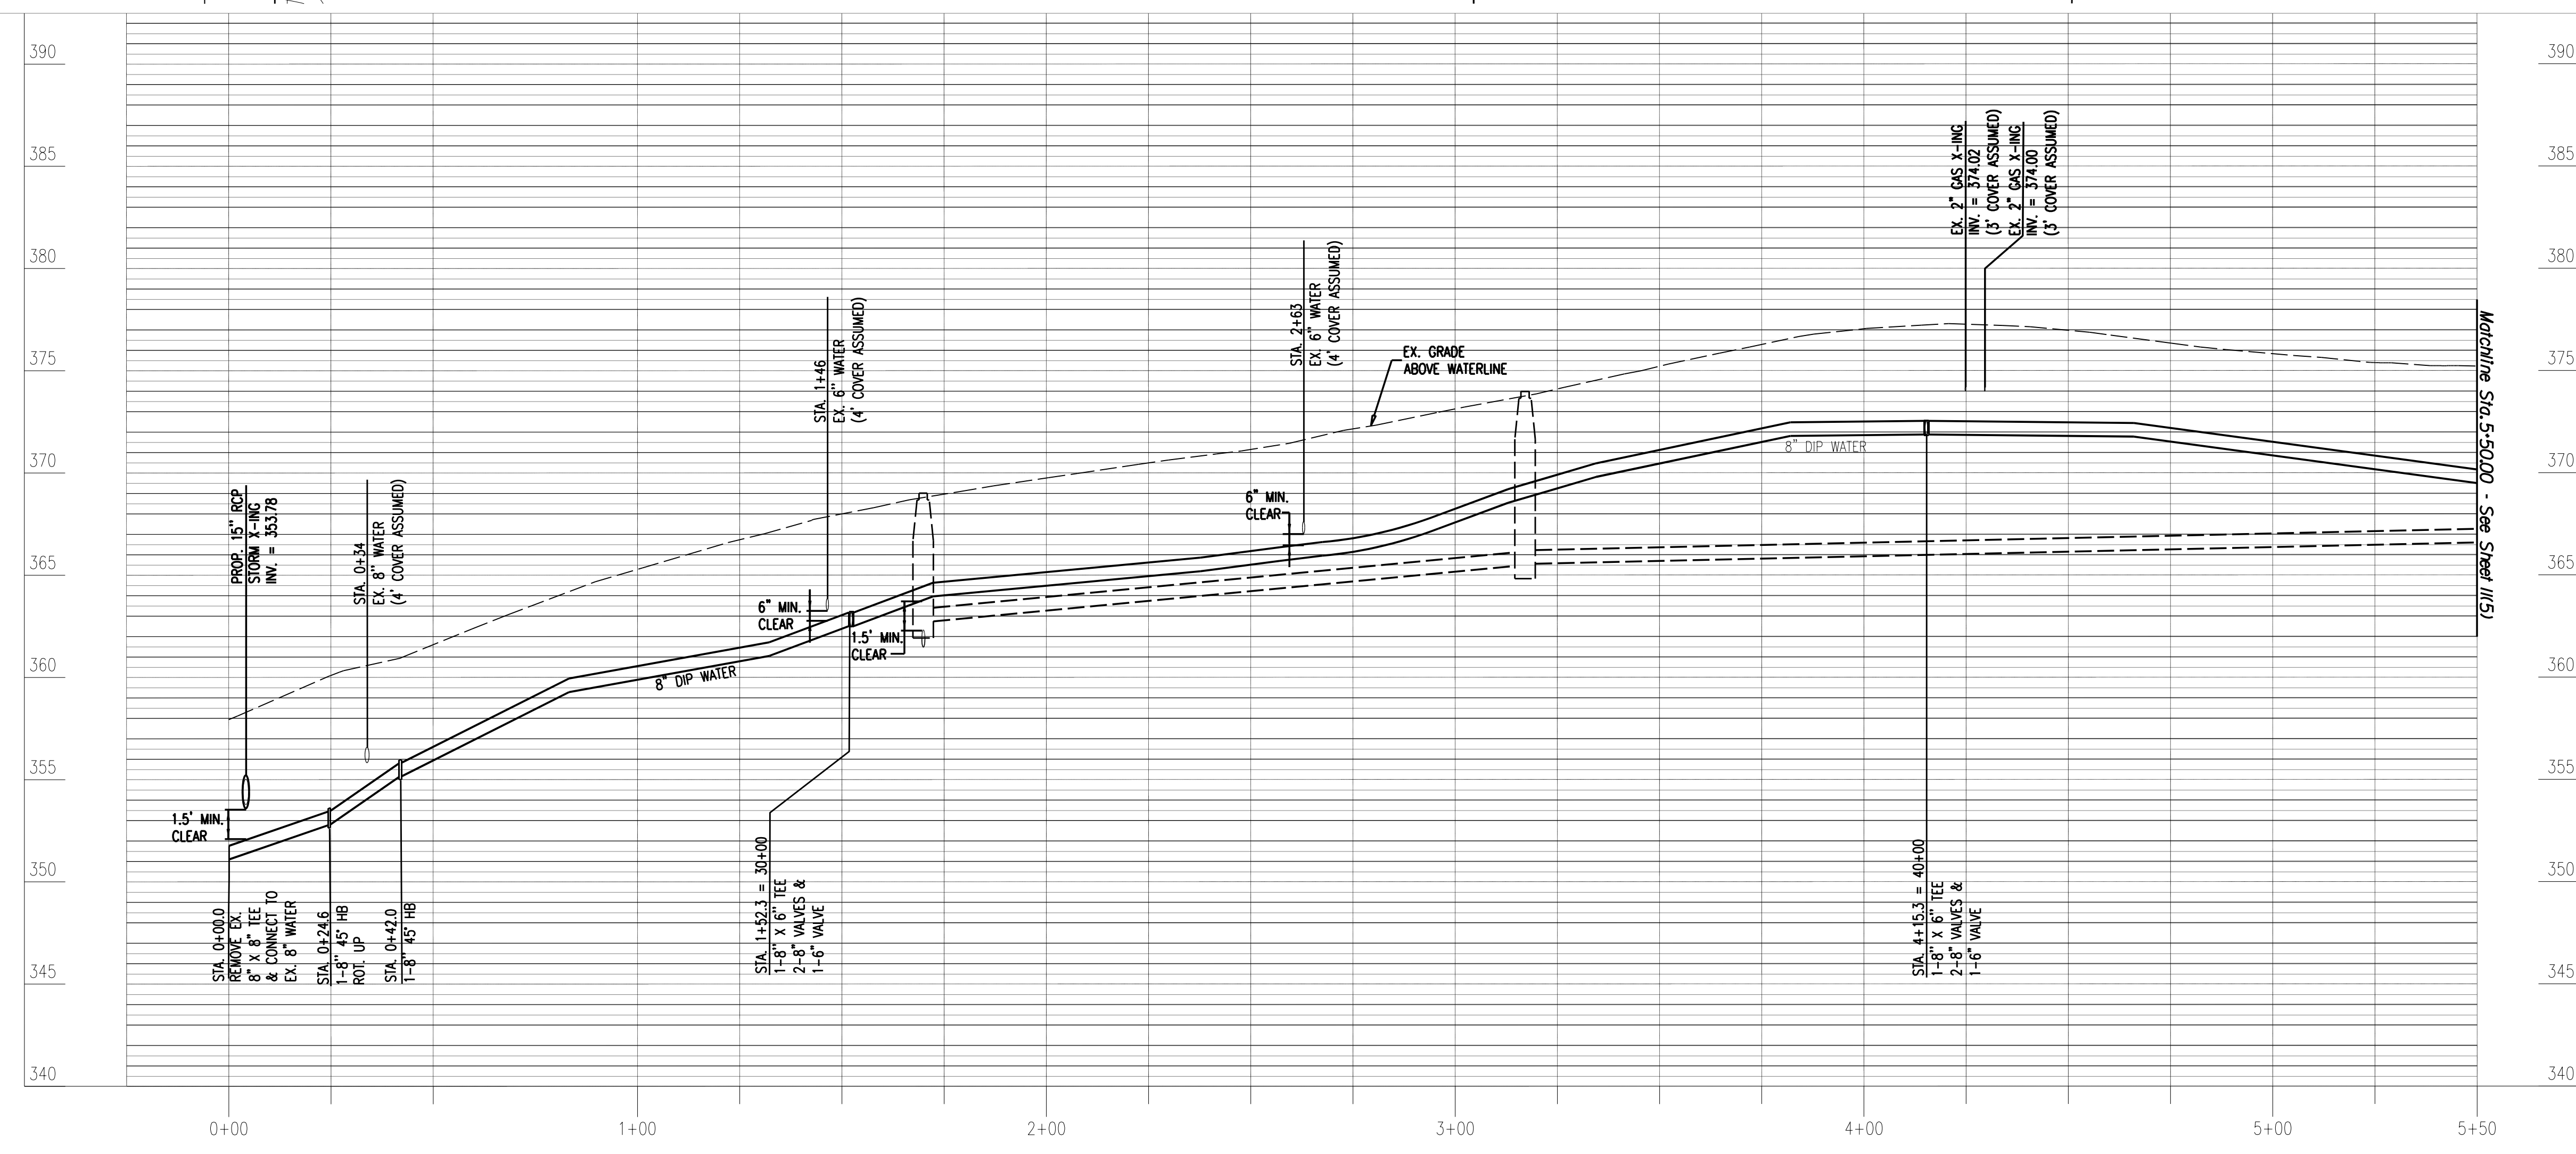 390
385
380
375
370
365
360
355
350
345
340
PROP. 15" RCP
STORM X-ING
INV. = 353.78
STA. 0+34
EX. 8" WATER
(4' COVER ASSUMED)
1.5' MIN.
CLEAR
STA. 0+00.0
REMOVE EX.
8" X 8" TEE
& CONNECT TO
EX. 8" WATER
STA. 0+24.6
1-8" 45° HB
ROT. UP
STA. 0+42.0
1-8" 45° HB
8" DIP WATER
STA. 1+46
EX. 6" WATER
(4' COVER ASSUMED)
6" MIN.
CLEAR
1.5' MIN.
CLEAR
STA. 1+52.3 = 30+00
1-8" X 6" TEE
2-8" VALVES &
1-6" VALVE
STA. 2+63
EX. 6" WATER
(4' COVER ASSUMED)
6" MIN.
CLEAR
EX. GRADE
ABOVE WATERLINE
8" DIP WATER
EX. 2" GAS X-ING
INV. = 374.02
(3' COVER ASSUMED)
EX. 2" GAS X-ING
INV. = 374.00
(3' COVER ASSUMED)
STA. 4+15.3 = 40+00
1-8" X 6" TEE
2-8" VALVES &
1-6" VALVE
Matchline Sta. 5+50.00 - See Sheet 11(5)
390
385
380
375
370
365
360
355
350
345
340
0+00
1+00
2+00
3+00
4+00
5+00
5+50